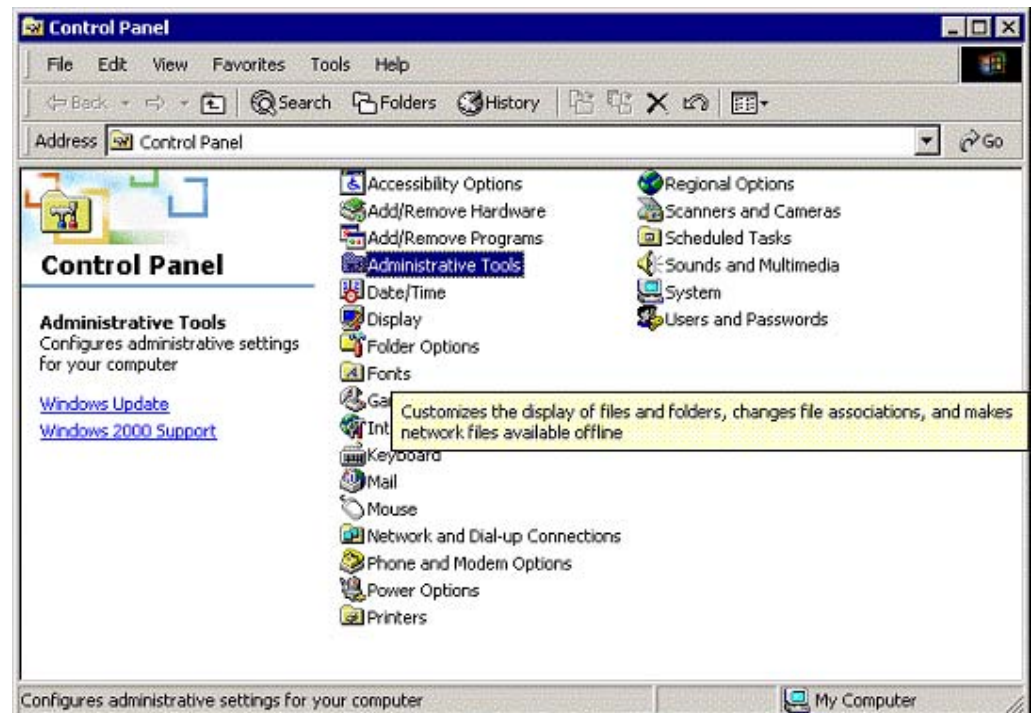 Control Panel
File Edit View Favorites Tools Help
Back Search Folders History
Address Control Panel Go
Control Panel
Administrative Tools
Configures administrative settings
for your computer
Windows Update
Windows 2000 Support
Accessibility Options
Add/Remove Hardware
Add/Remove Programs
Administrative Tools
Date/Time
Display
Folder Options
Fonts
Ga
Int
Keyboard
Mail
Mouse
Network and Dial-up Connections
Phone and Modem Options
Power Options
Printers
Regional Options
Scanners and Cameras
Scheduled Tasks
Sounds and Multimedia
System
Users and Passwords
Customizes the display of files and folders, changes file associations, and makes
network files available offline
Configures administrative settings for your computer My Computer